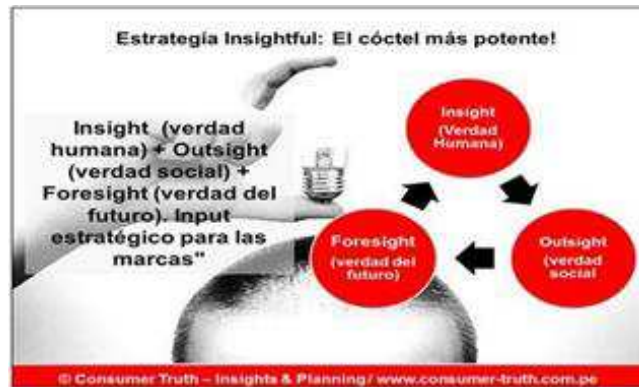 Estrategia Insightful: El cóctel más potente!
Insight (verdad
humana) + Outsight
(verdad social) +
Foresight (verdad del
futuro). Input
estratégico para las
marcas"
Insight
(Verdad
Humana)
Foresight
(verdad del
futuro)
Outsight
(verdad
social
© Consumer Truth – Insights & Planning/ www.consumer-truth.com.pe